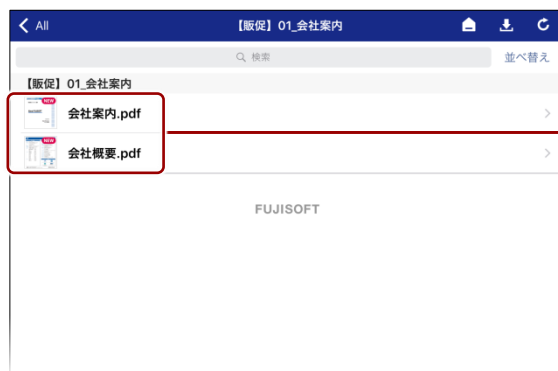 All 【販促】01_会社案内
検索 並べ替え
【販促】01_会社案内
NEW
会社案内.pdf
NEW
会社概要.pdf
FUJISOFT